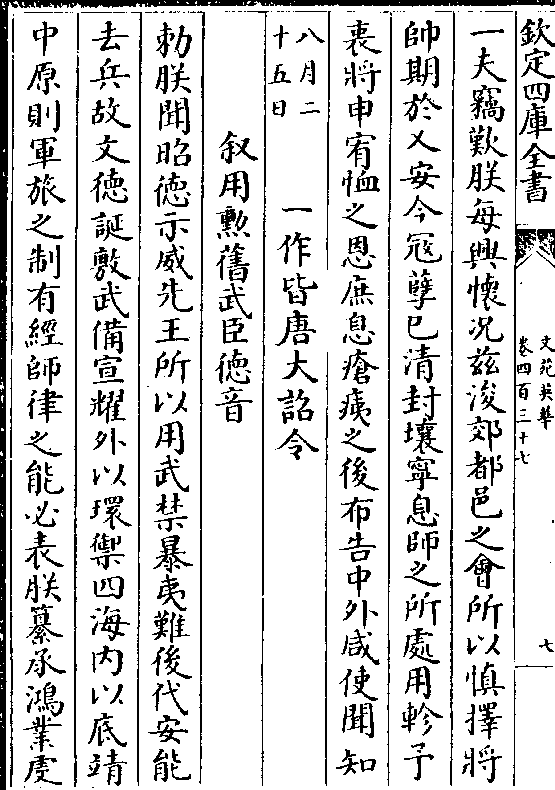 欽定四庫全書
文苑英華
卷四百三十七
七
一夫竊歎朕每興懷况兹浚郊都邑之會所以慎擇將
帥期於乂安今冦孽已清封壤寧息師之所處用軫予
衷將申宥恤之恩庶息瘡痍之後布告中外咸使聞知
八月二
十五日
一作皆唐大詔令
叙用勲舊武臣徳音
勅朕聞昭徳示威先王所以用武禁暴夷難後代安能
去兵故文徳誕敷武備宣耀外以環禦四海内以底靖
中原則軍旅之制有經師律之能必表朕纂承鴻業虔